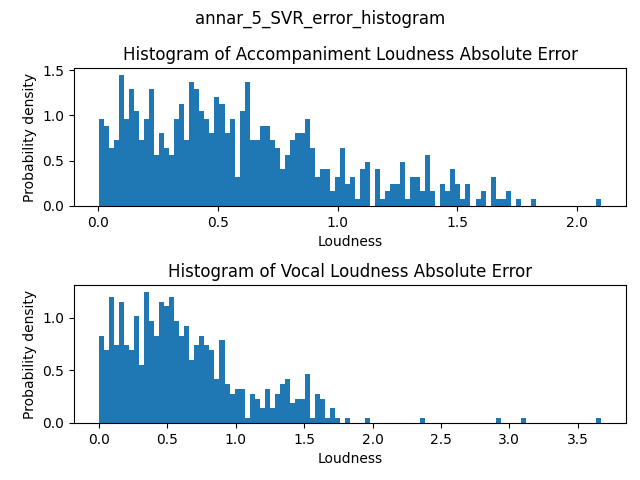 annar_5_SVR_error_histogram
Histogram of Accompaniment Loudness Absolute Error
Probability density
1.5
1.0
0.5
0.0
0.0 0.5 1.0 1.5 2.0
Loudness
Histogram of Vocal Loudness Absolute Error
Probability density
1.0
0.5
0.0
0.0 0.5 1.0 1.5 2.0 2.5 3.0 3.5
Loudness